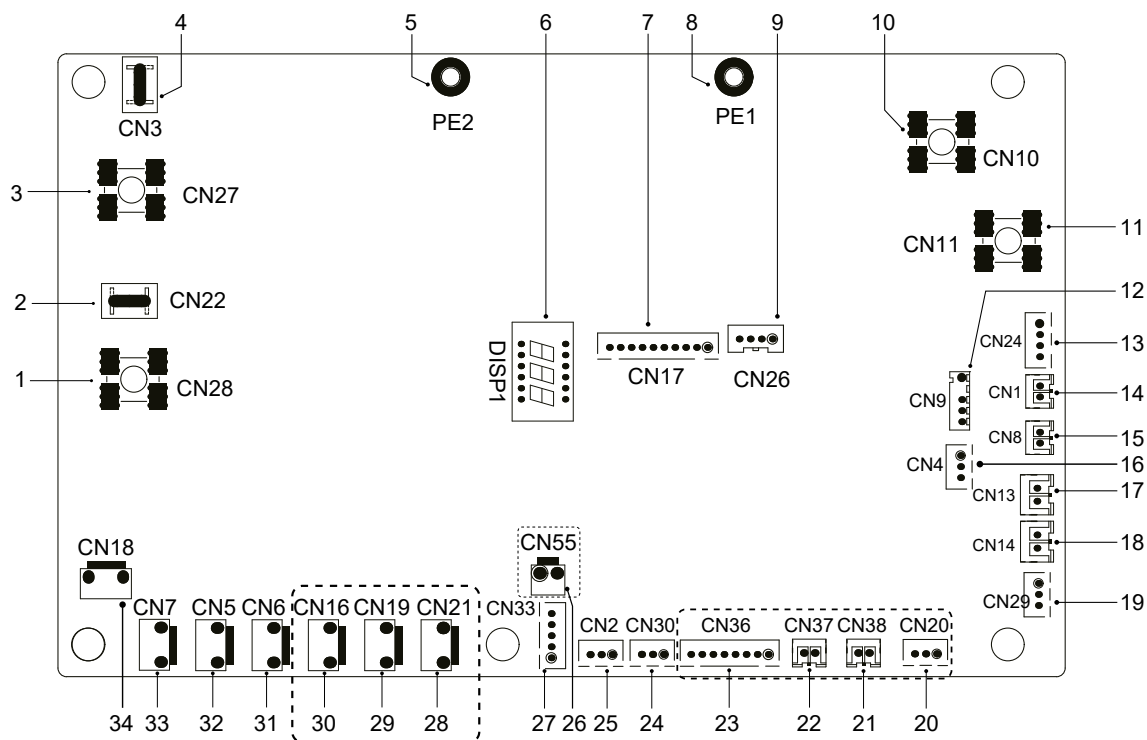 4 5 6 7 8 9 10
CN3
PE2 PE1
CN10
3 CN27
CN11 11
2 CN22
12
DISP1
CN17 CN26
CN24 13
1 CN28
CN9 CN1 14
CN8 15
CN4 16
CN13 17
CN18 CN55 CN14 18
CN7 CN5 CN6 CN16 CN19 CN21 CN33 CN2 CN30 CN36 CN37 CN38 CN20 CN29 19
34 33 32 31 30 29 28 27 26 25 24 23 22 21 20